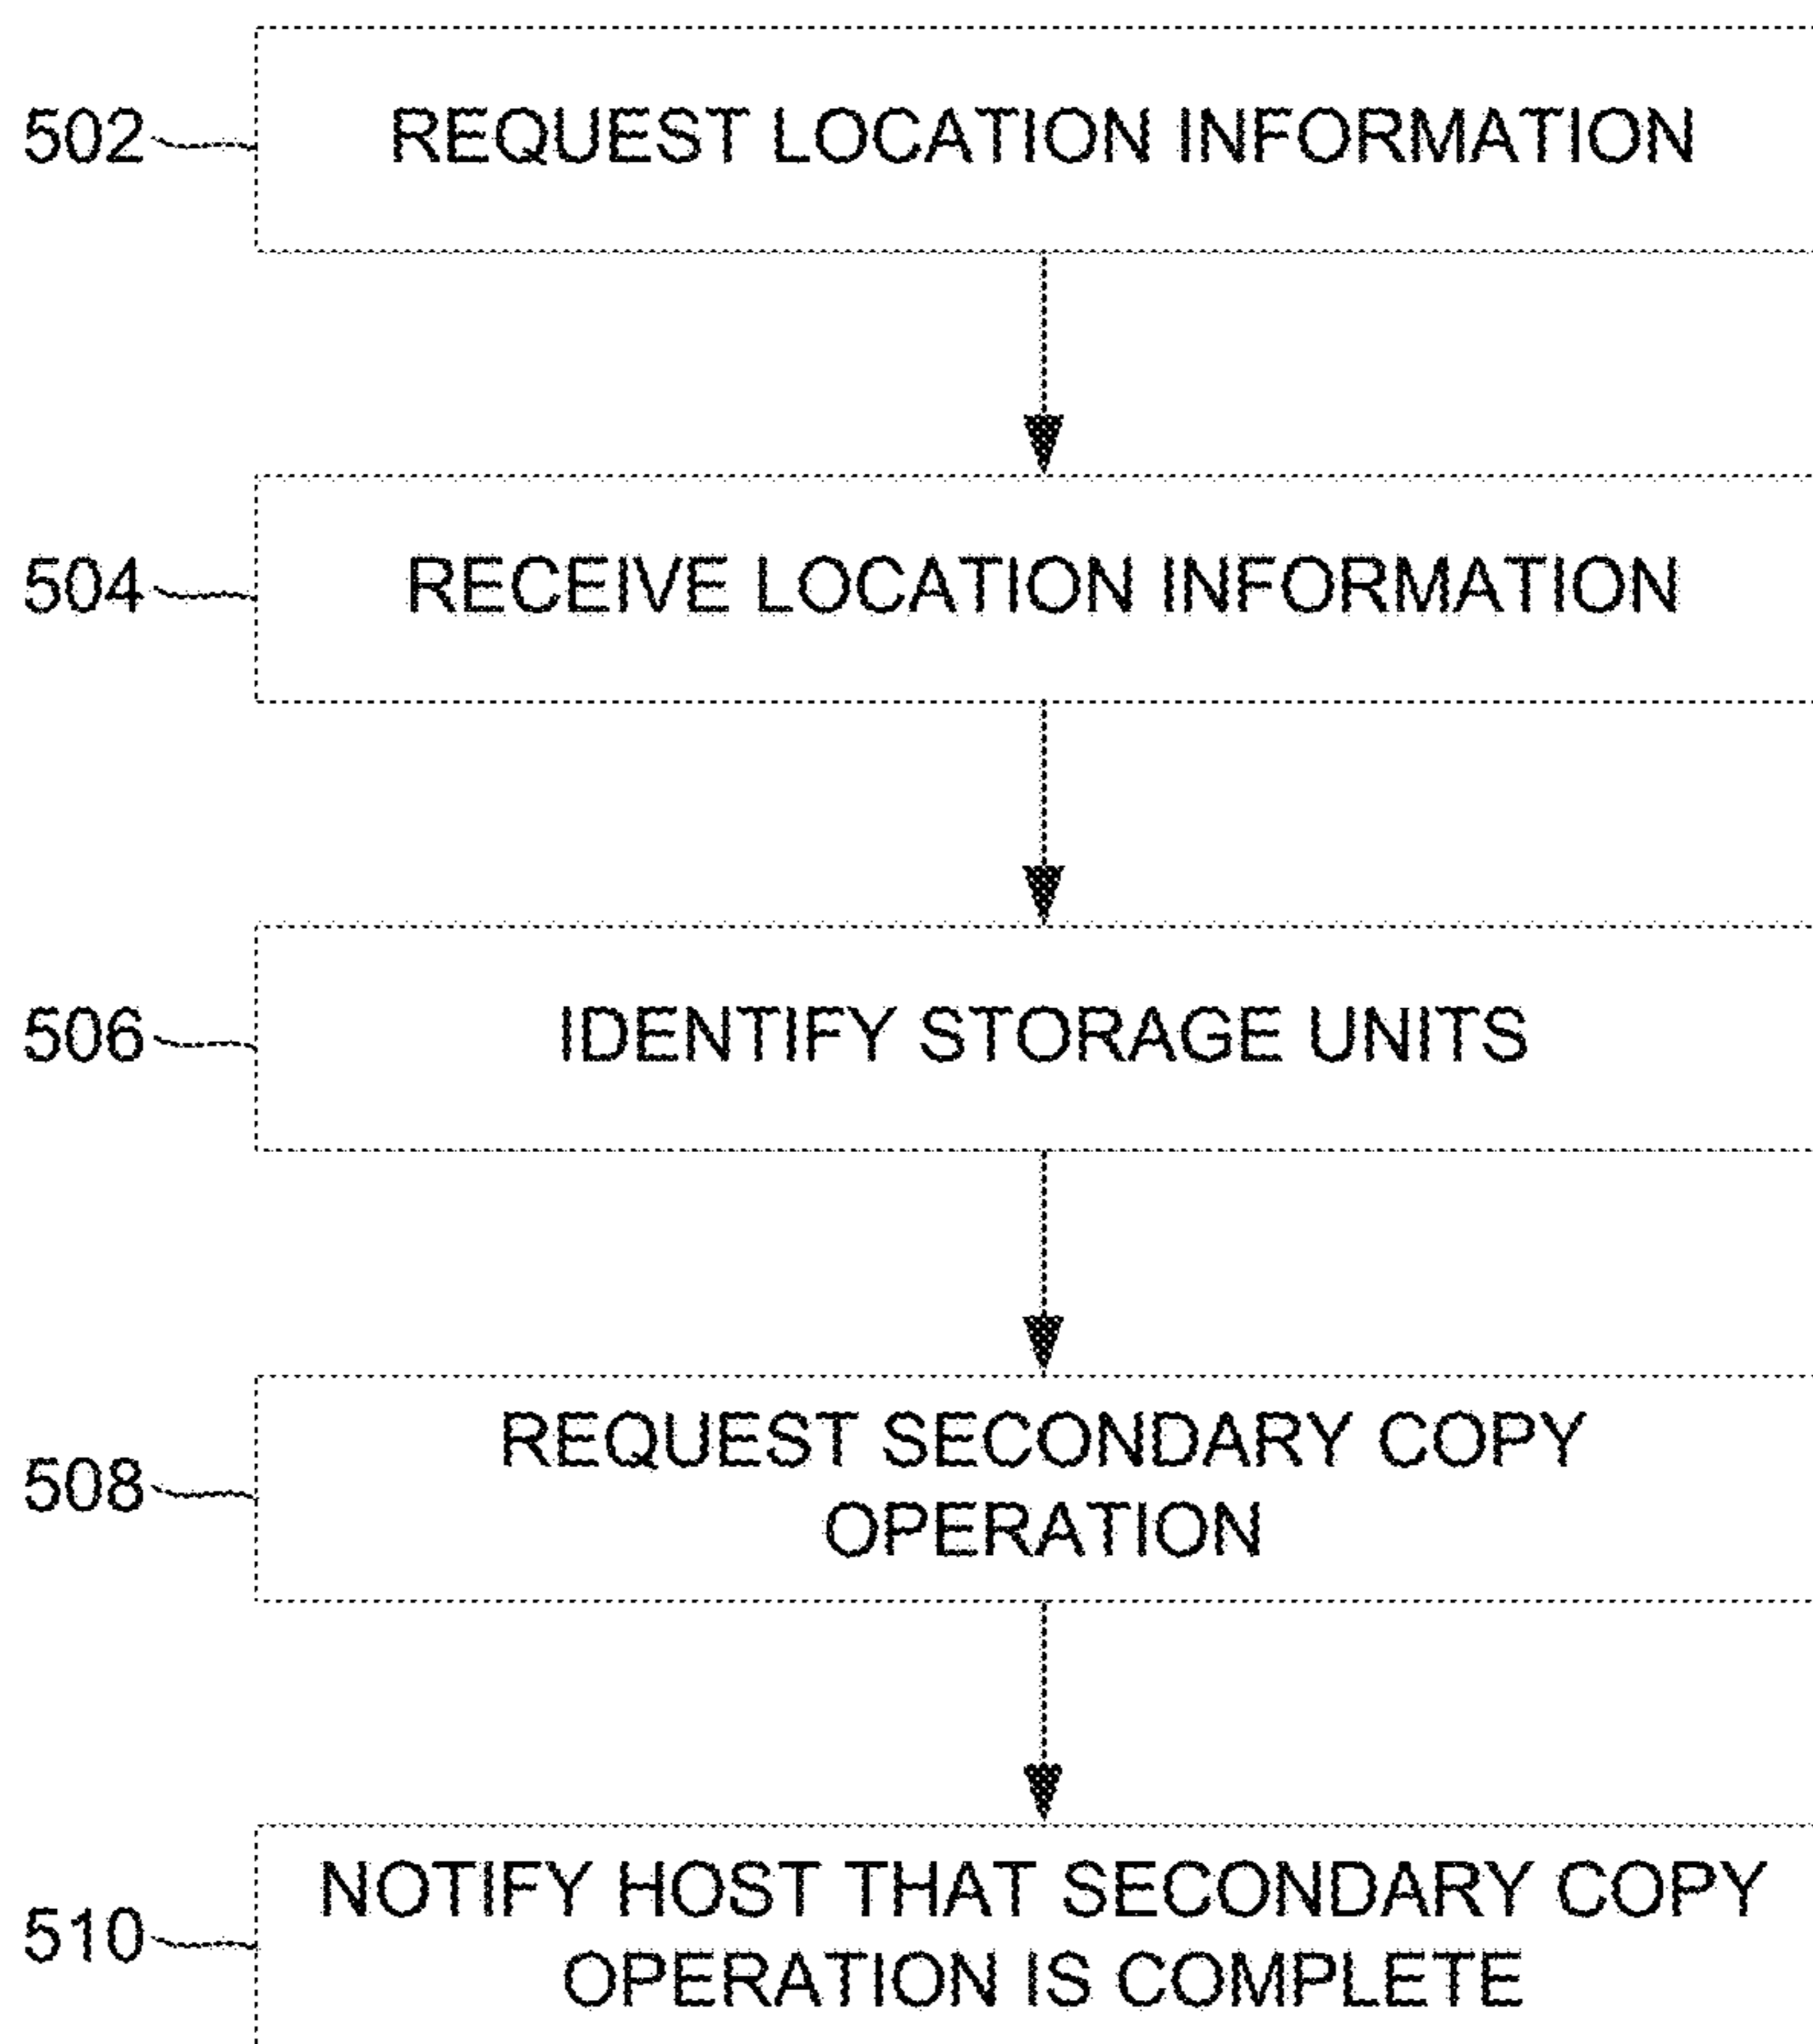 502
REQUEST LOCATION INFORMATION
504
RECEIVE LOCATION INFORMATION
506
IDENTIFY STORAGE UNITS
508
REQUEST SECONDARY COPY
OPERATION
510
NOTIFY HOST THAT SECONDARY COPY
OPERATION IS COMPLETE